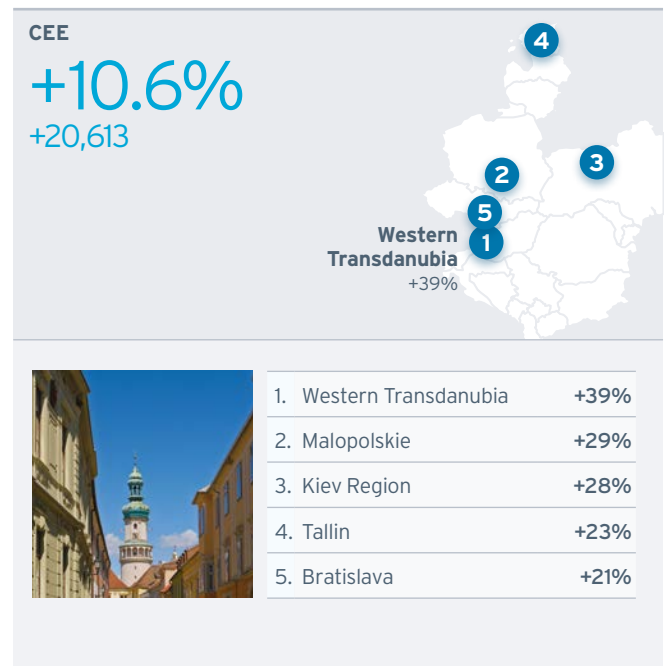 CEE
+10.6%
+20,613
4
3
2
5
1
Western
Transdanubia
+39%
1. Western Transdanubia +39%
2. Malopolskie +29%
3. Kiev Region +28%
4. Tallin +23%
5. Bratislava +21%